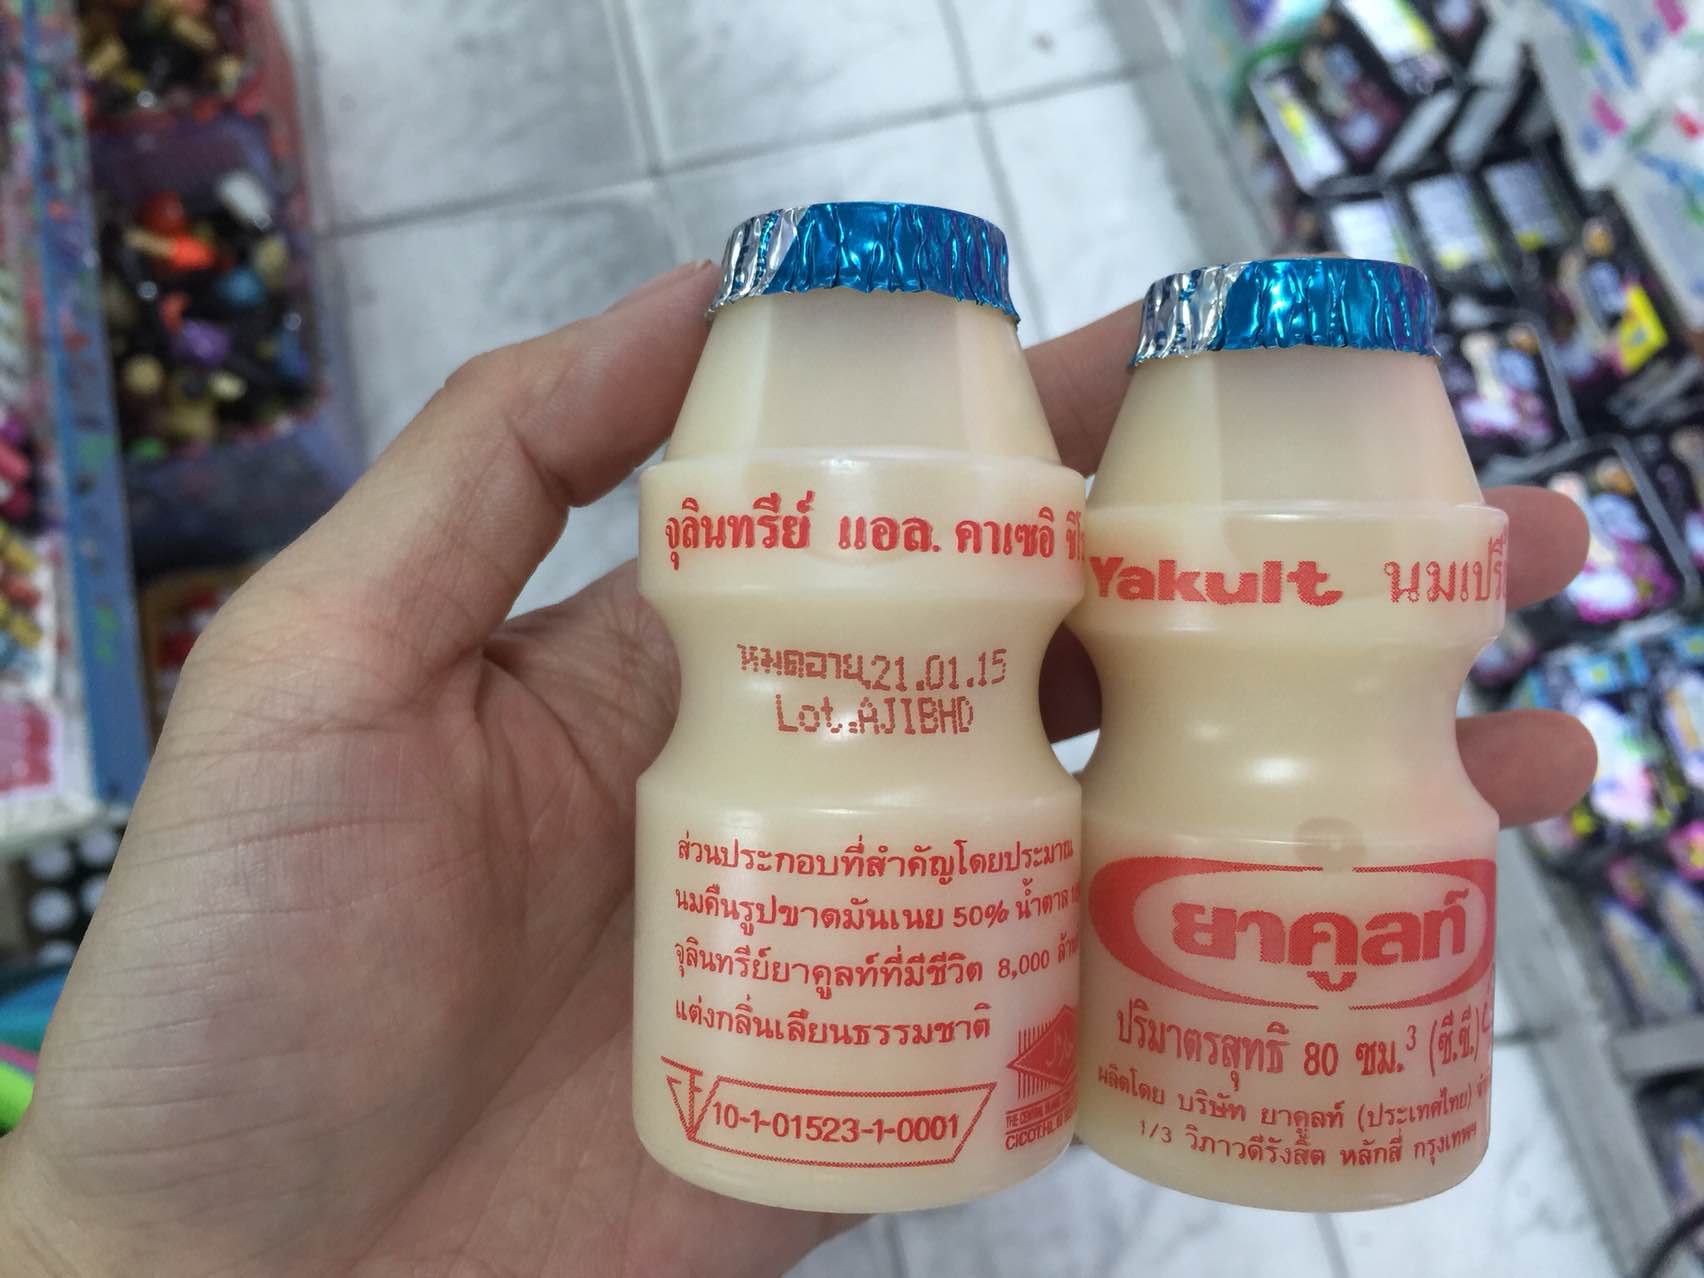 จุลินทรีย์ แอล. คาเซอิ
หมดอายุ 21.01.15
Lot.AJIBHD
ส่วนประกอบที่สำคัญโดยประมาณ
นมคืนรูปขาดมันเนย 50% น้ำตาล
จุลินทรีย์ยาคูลท์ที่มีชีวิต 8,000
แต่งกลิ่นเลียนธรรมชาติ
10-1-01523-1-0001
Yakult
ยาคูลท์
ปริมาตรสุทธิ 80 ซม.³ (ซี.ซี.)
ผลิตโดย บริษัท ยาคูลท์ (ประเทศไทย)
1/3 วิภาวดีรังสิต หลักสี่ กรุงเทพฯ